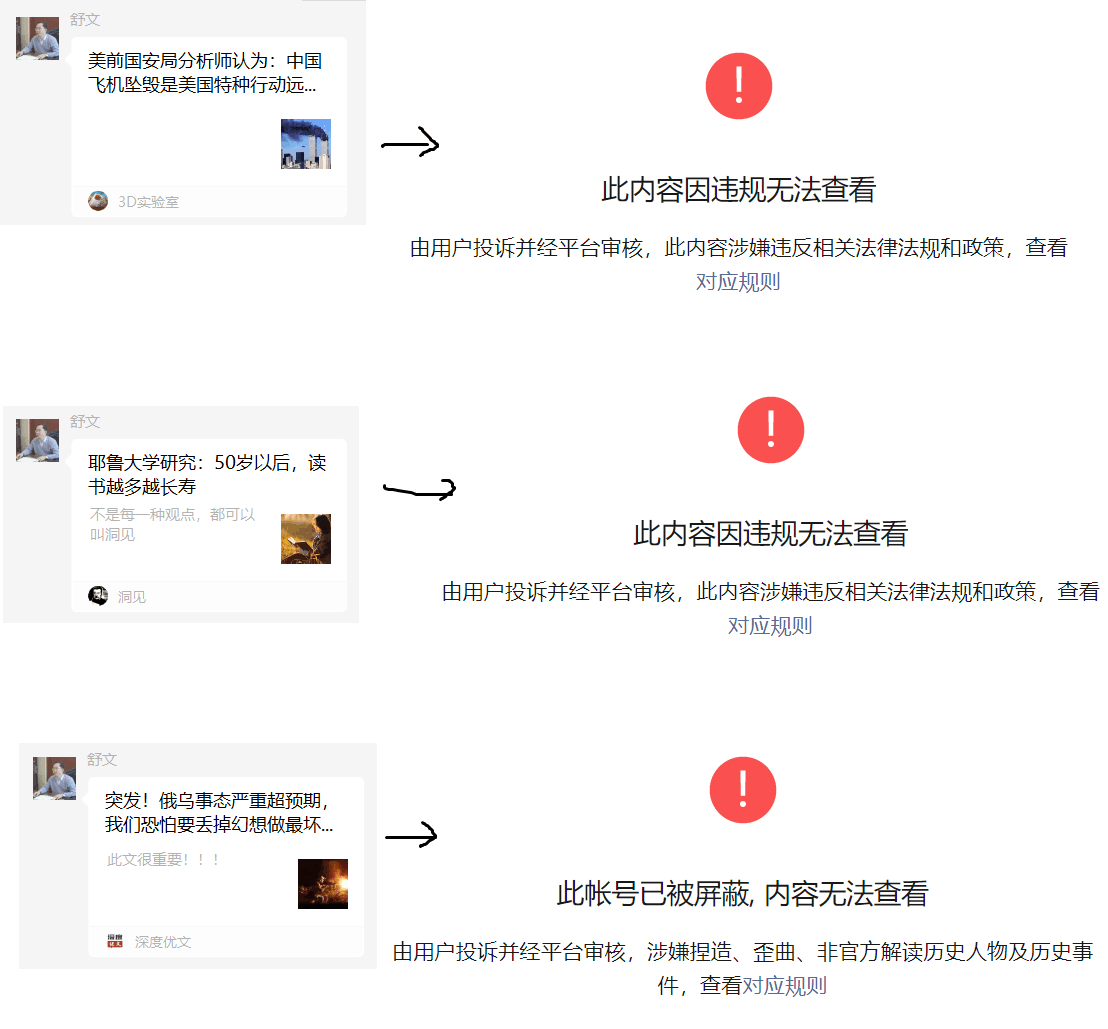 舒文
美前国安局分析师认为：中国
飞机坠毁是美国特种行动远...
3D实验室
此内容因违规无法查看
由用户投诉并经平台审核，此内容涉嫌违反相关法律法规和政策，查看
对应规则
舒文
耶鲁大学研究：50岁以后，读
书越多越长寿
不是每一种观点，都可以
叫洞见
洞见
此内容因违规无法查看
由用户投诉并经平台审核，此内容涉嫌违反相关法律法规和政策，查看
对应规则
舒文
突发！俄乌事态严重超预期，
我们恐怕要丢掉幻想做最坏...
此文很重要！！！
深度优文
此帐号已被屏蔽, 内容无法查看
由用户投诉并经平台审核，涉嫌捏造、歪曲、非官方解读历史人物及历史事
件，查看对应规则